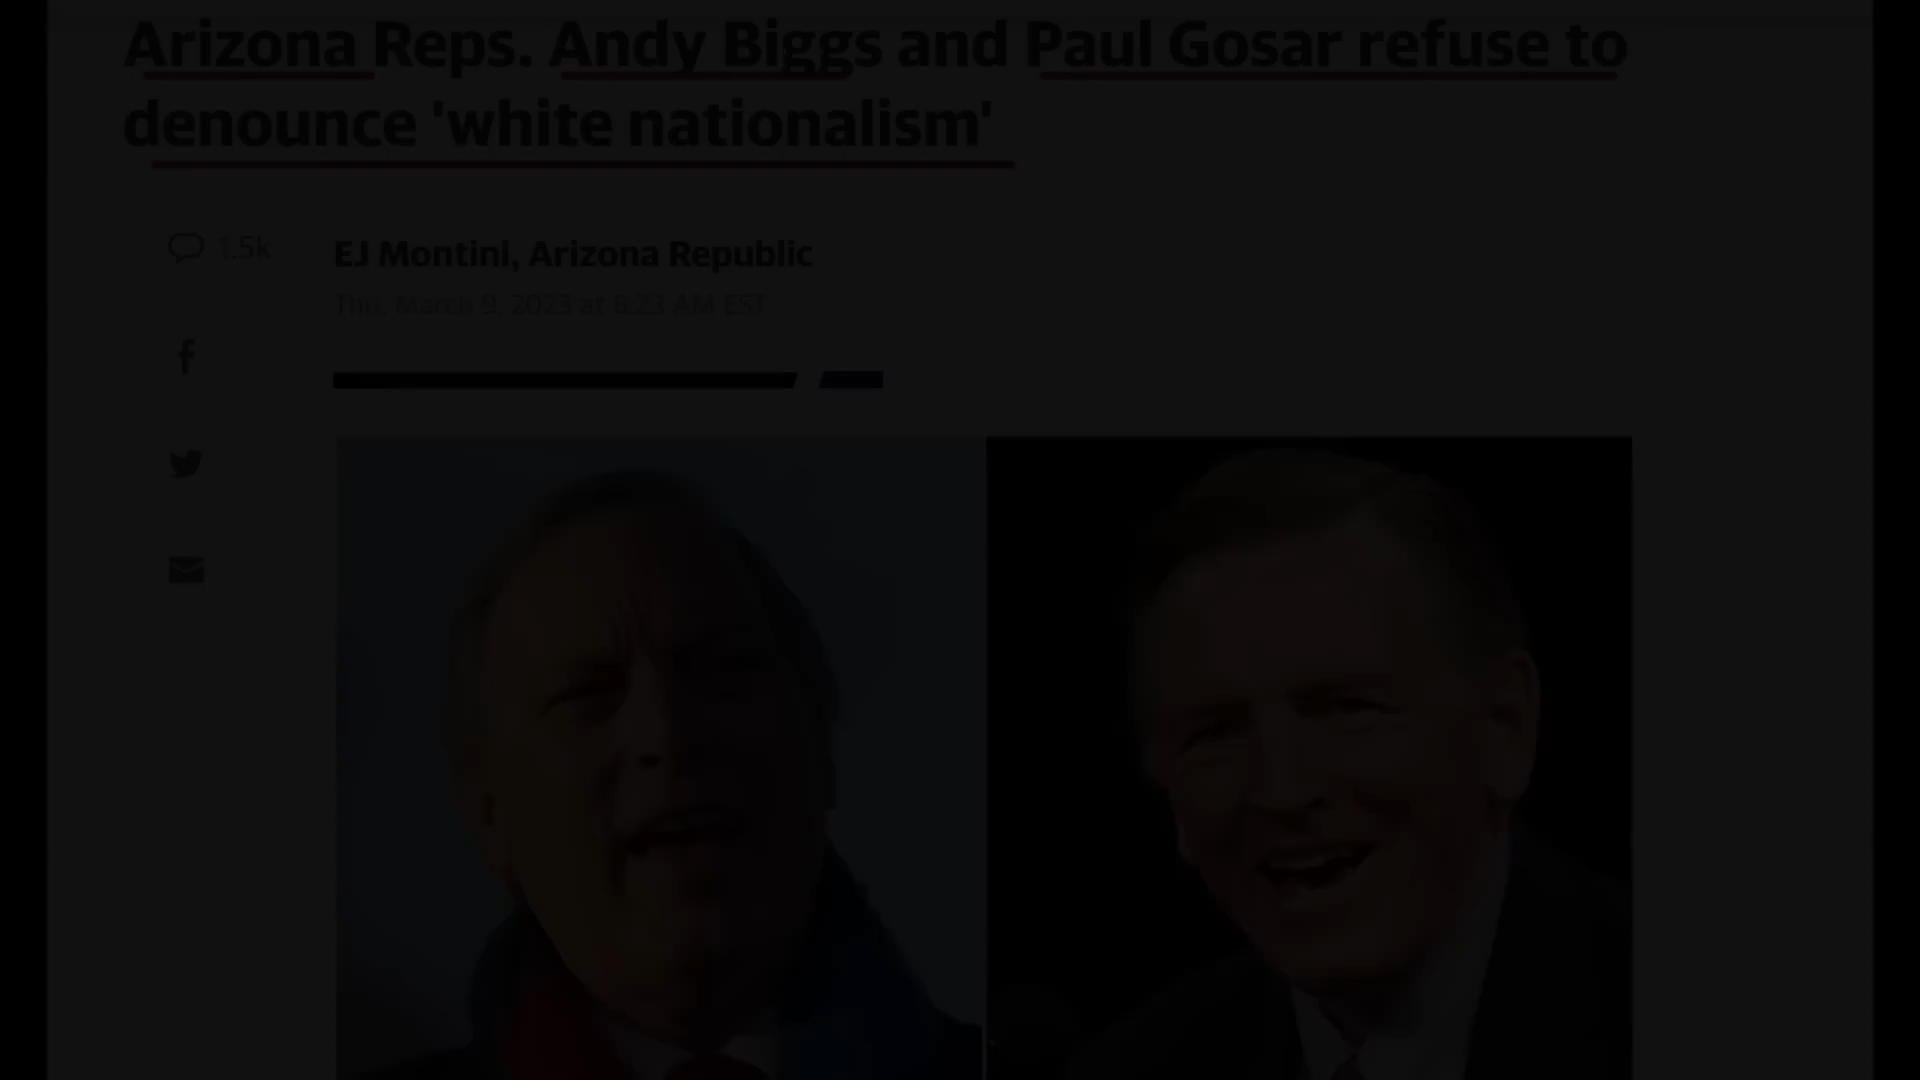 Arizona Reps. Andy Biggs and Paul Gosar refuse to
denounce 'white nationalism'
1.5k
EJ Montini, Arizona Republic
Thu, March 9, 2023 at 8:23 AM EST